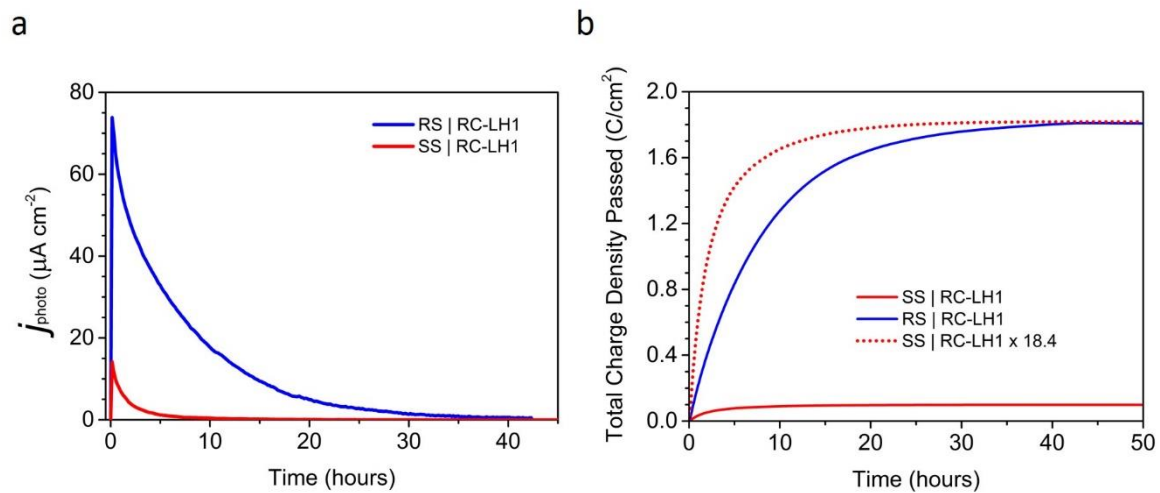 a
80
60
40
20
0
0
10
20
30
40
j photo (µA cm-2)
Time (hours)
RS | RC-LH1
SS | RC-LH1
b
2.0
1.6
1.2
0.8
0.4
0.0
0
10
20
30
40
50
Total Charge Density Passed (C/cm2)
Time (hours)
SS | RC-LH1
RS | RC-LH1
SS | RC-LH1 x 18.4